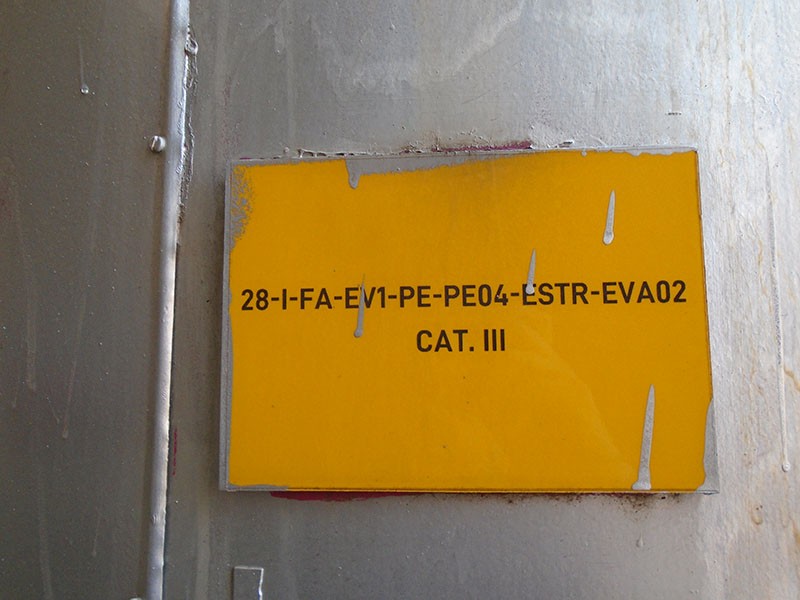 28-I-FA-EV1-PE-PE04-ESTR-EVA02
CAT. III